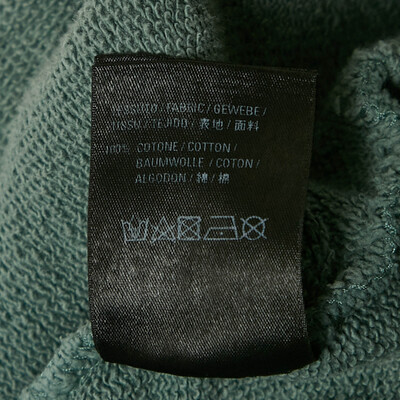 TESSUTO / FABRIC / GEWEBE /
TISSU / TEJIDO / 表地 / 面料
100% COTONE / COTTON /
BAUMWOLLE / COTON /
ALGODON / 綿 / 棉